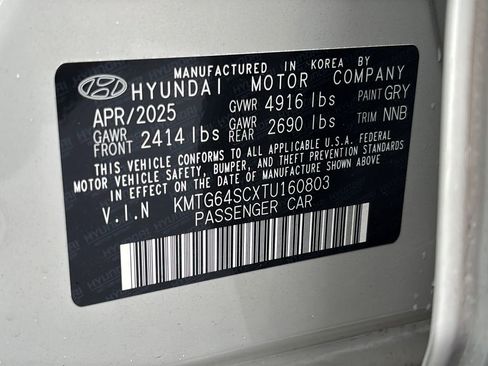 MANUFACTURED IN KOREA BY
HYUNDAI MOTOR COMPANY
APR/2025 GVWR 4916 lbs PAINT GRY
GAWR FRONT 2414 lbs GAWR REAR 2690 lbs TRIM NNB
THIS VEHICLE CONFORMS TO ALL APPLICABLE U.S.A. FEDERAL
MOTOR VEHICLE SAFETY, BUMPER, AND THEFT PREVENTION STANDARDS
IN EFFECT ON THE DATE OF MANUFACTURE SHOWN ABOVE.
V.I.N KMTG64SCXTU160803
PASSENGER CAR